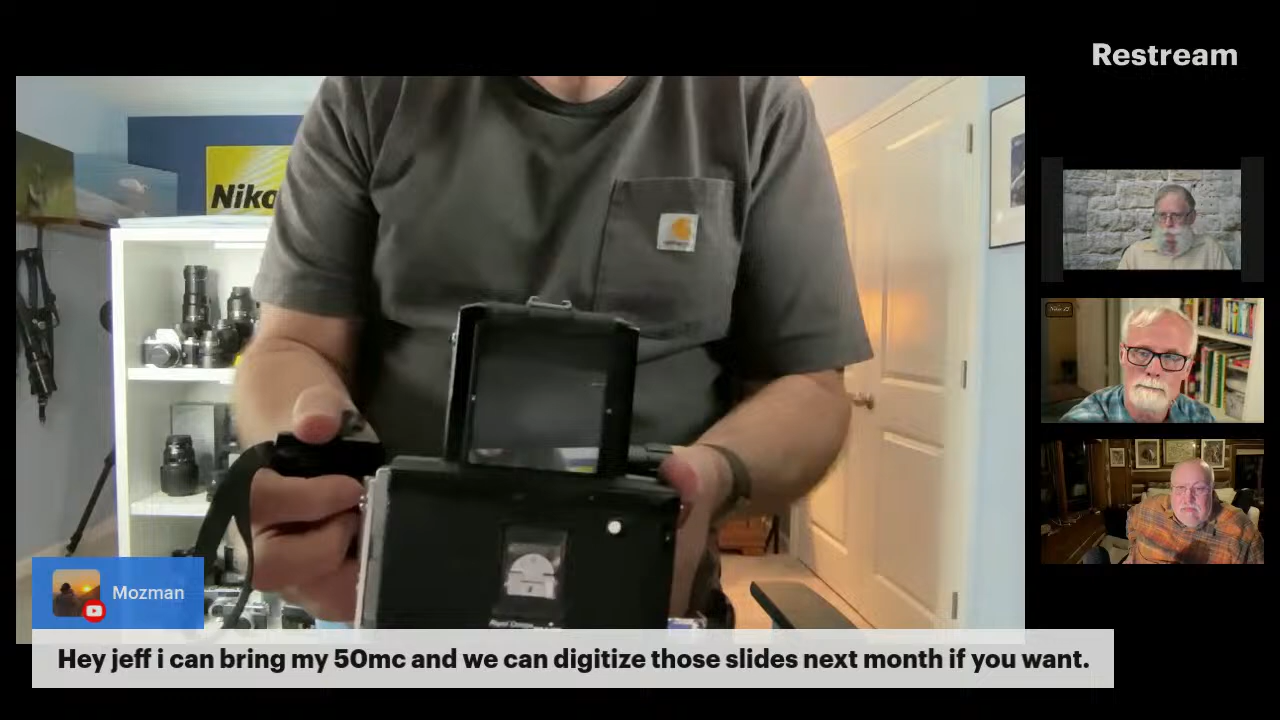 Restream
Niko
Mozman
Hey jeff i can bring my 50mc and we can digitize those slides next month if you want.